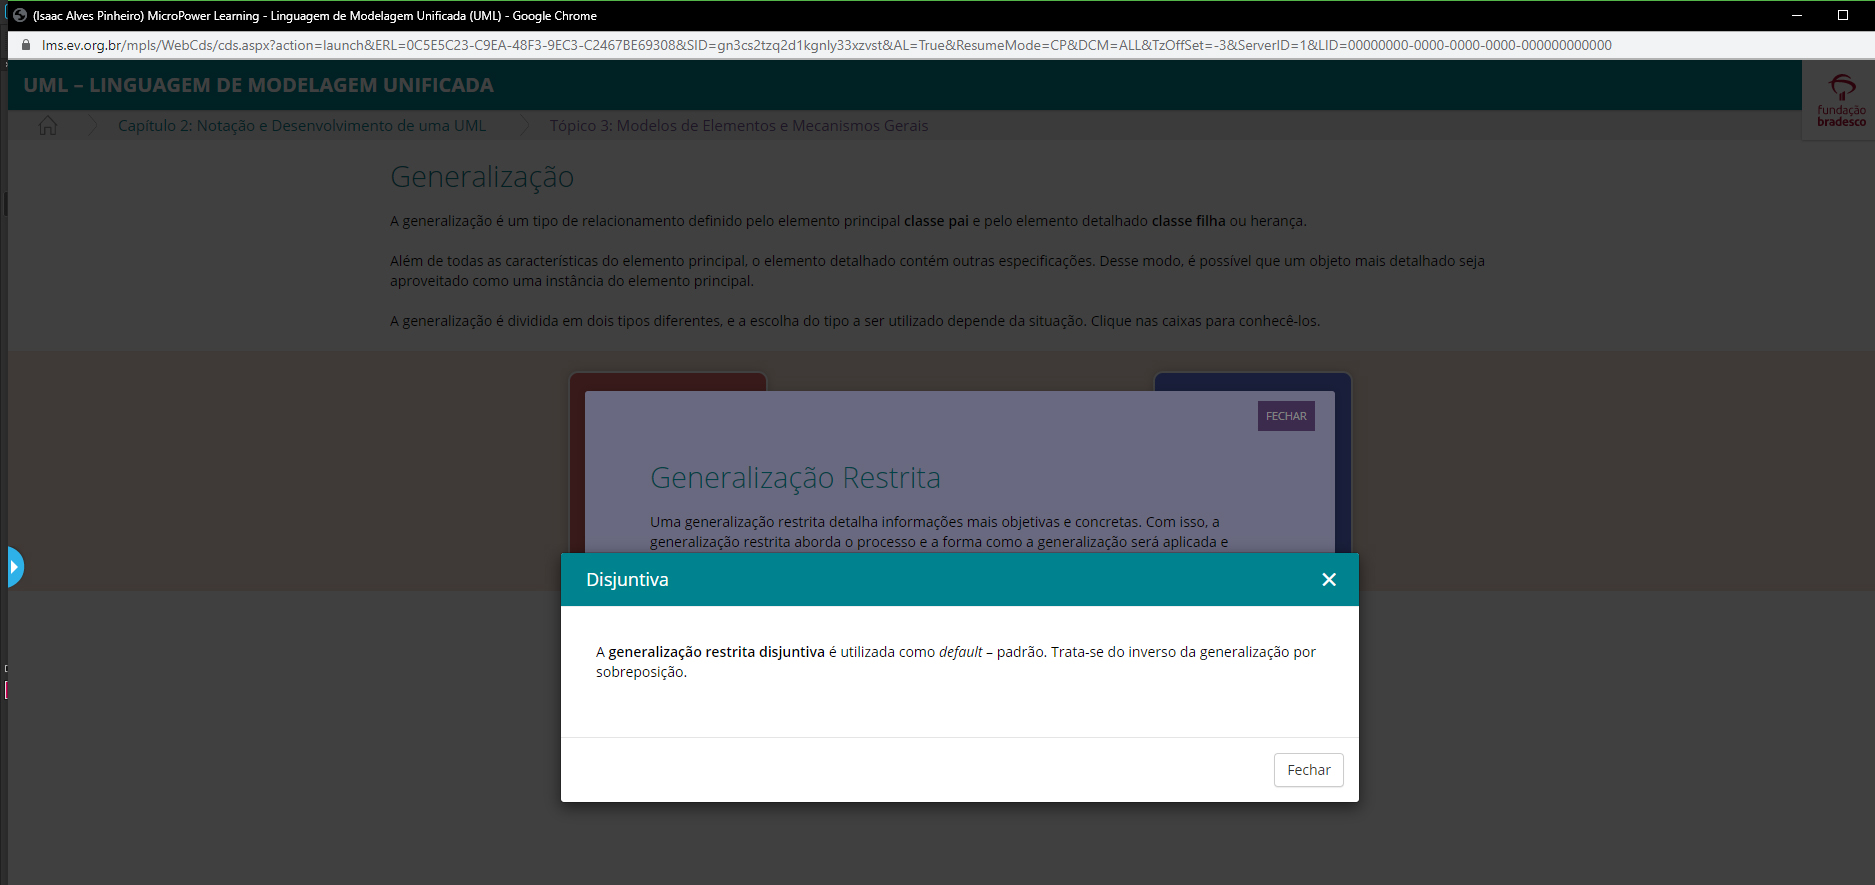 (Isaac Alves Pinheiro) MicroPower Learning - Linguagem de Modelagem Unificada (UML) - Google Chrome
lms.ev.org.br/mpls/WebCds/cds.aspx?action=launch&ERL=0C5E5C23-C9EA-48F3-9EC3-C2467BE69308&SID=gn3cs2tzq2d1kgnly33xzvst&AL=True&ResumeMode=CP&DCM=ALL&TzOffSet=-3&ServerID=1&LID=00000000-0000-0000-0000-000000000000
UML – LINGUAGEM DE MODELAGEM UNIFICADA
fundação
bradesco
Capítulo 2: Notação e Desenvolvimento de uma UML
Tópico 3: Modelos de Elementos e Mecanismos Gerais
Generalização
A generalização é um tipo de relacionamento definido pelo elemento principal classe pai e pelo elemento detalhado classe filha ou herança.
Além de todas as características do elemento principal, o elemento detalhado contém outras especificações. Desse modo, é possível que um objeto mais detalhado seja
aproveitado como uma instância do elemento principal.
A generalização é dividida em dois tipos diferentes, e a escolha do tipo a ser utilizado depende da situação. Clique nas caixas para conhecê-los.
FECHAR
Generalização Restrita
Uma generalização restrita detalha informações mais objetivas e concretas. Com isso, a
generalização restrita aborda o processo e a forma como a generalização será aplicada e
Disjuntiva
A generalização restrita disjuntiva é utilizada como default – padrão. Trata-se do inverso da generalização por
sobreposição.
Fechar